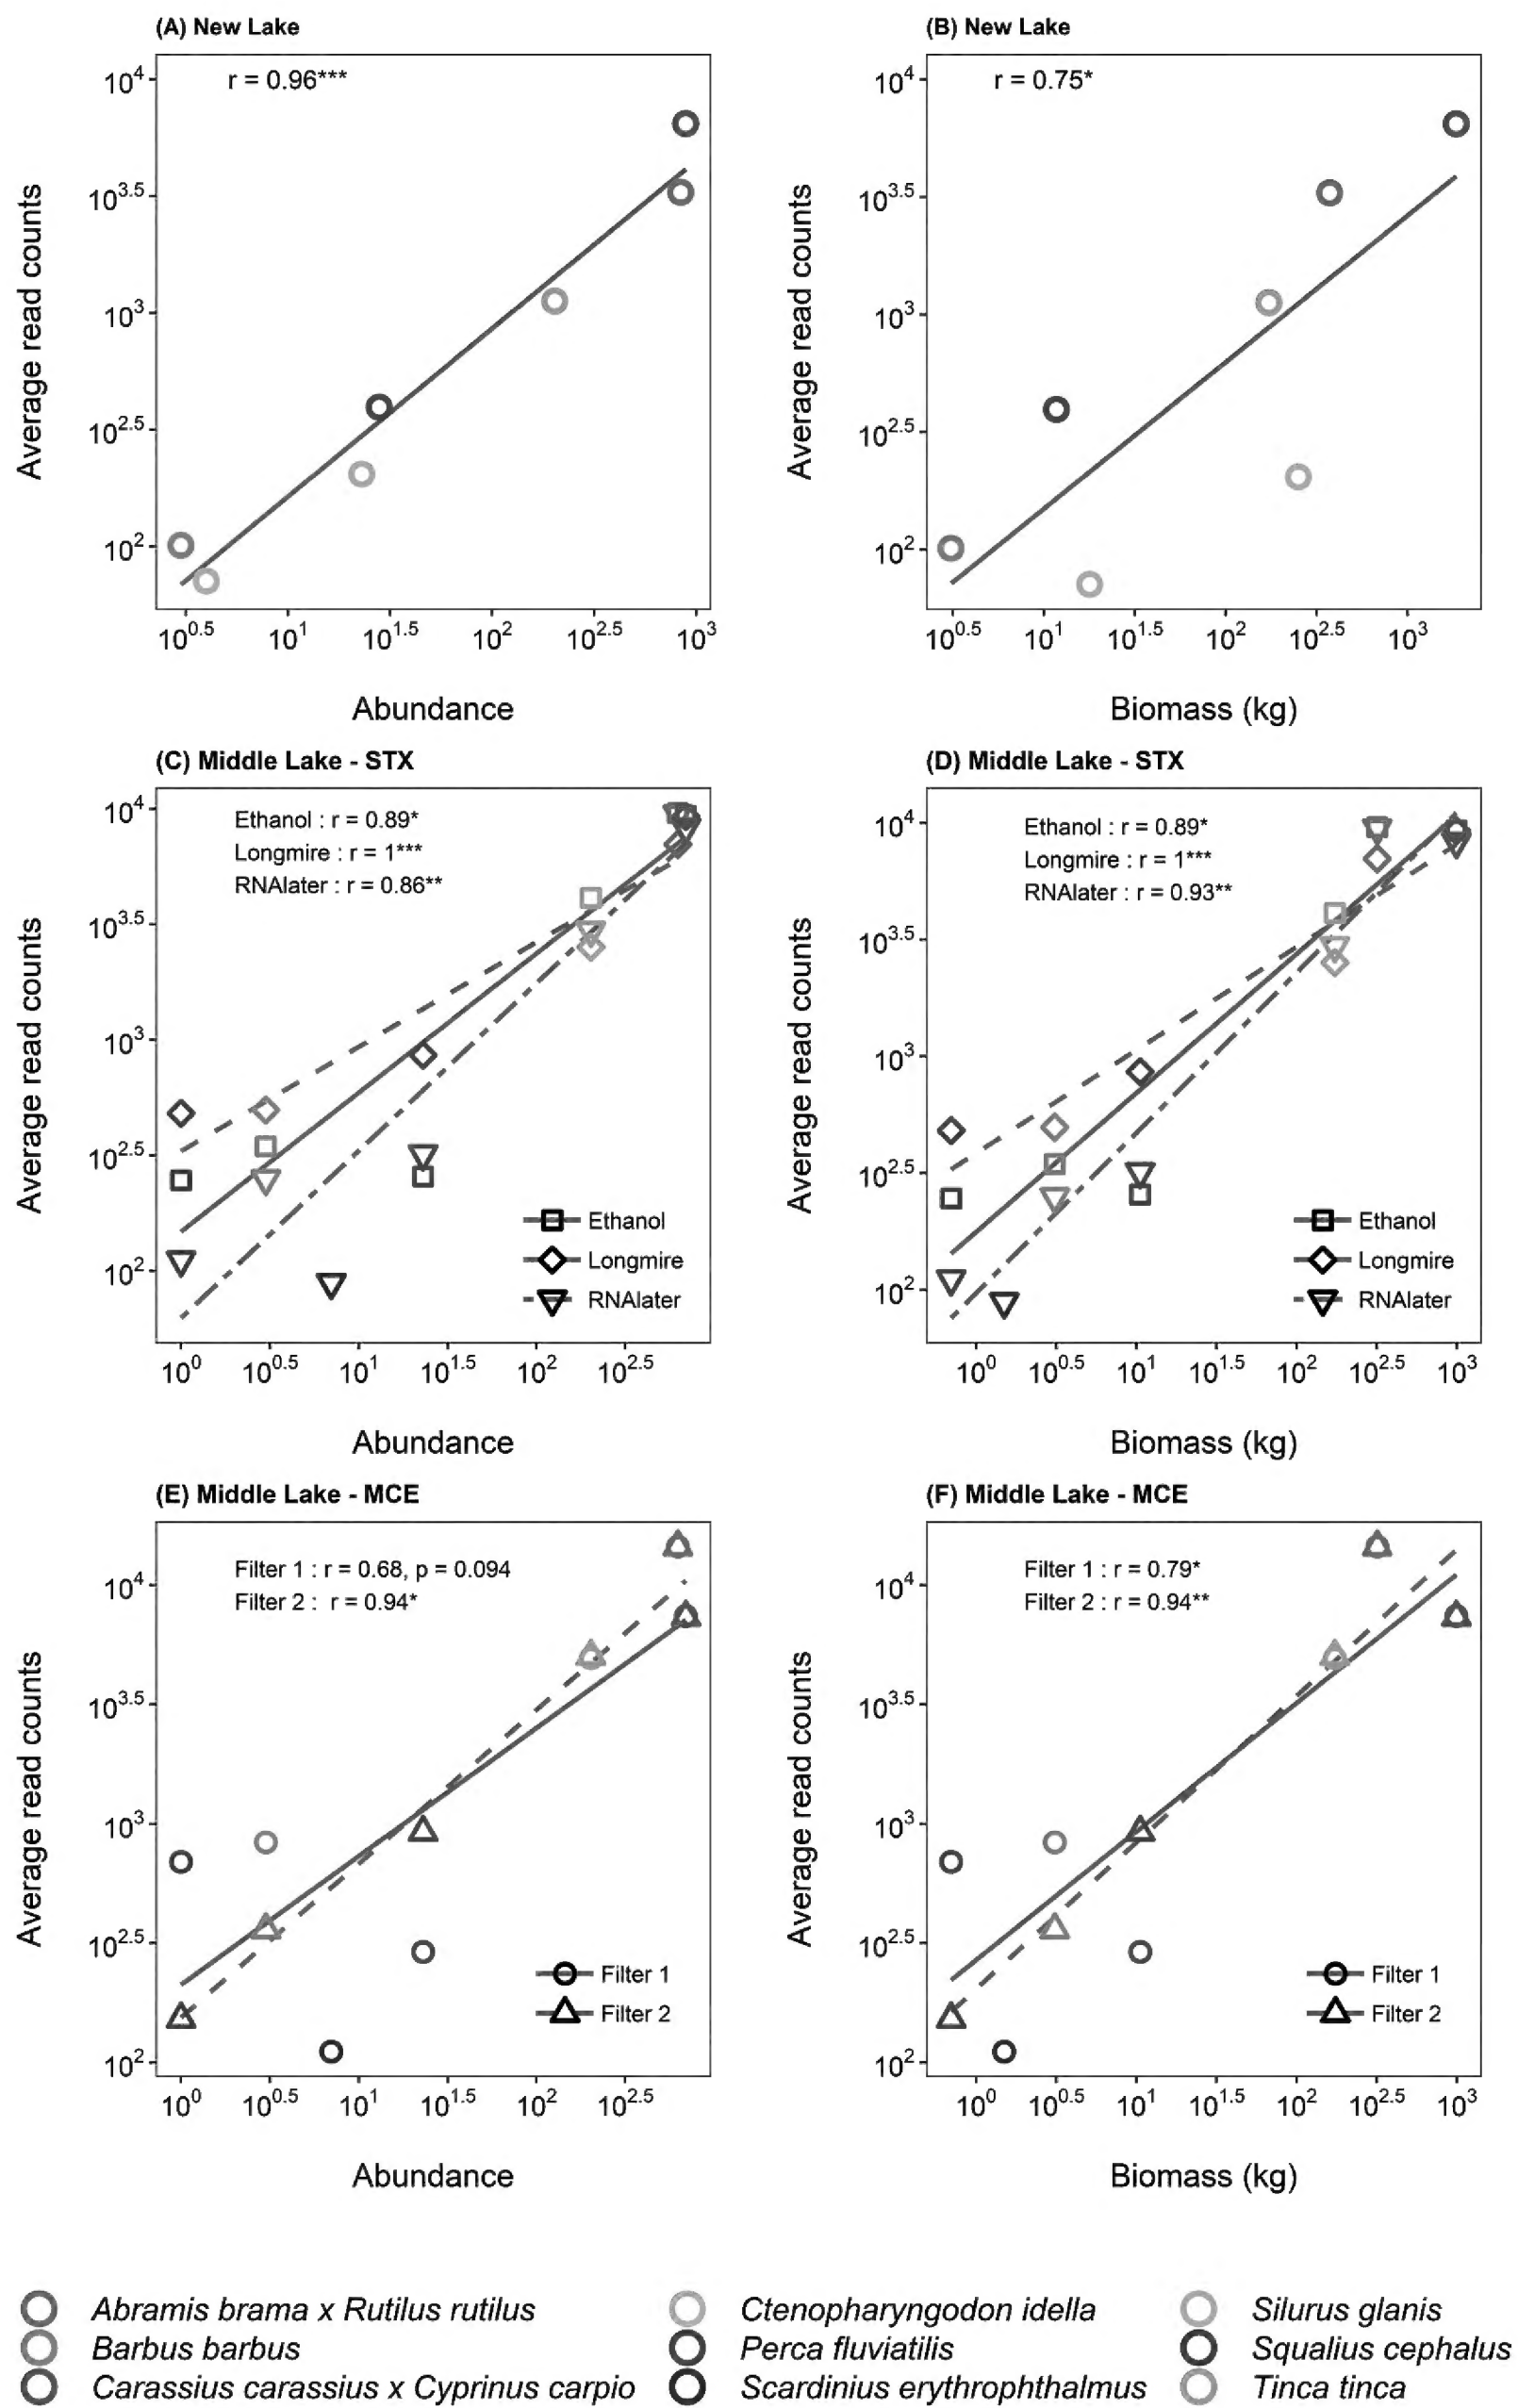 (A) New Lake
r = 0.96***
10^4
10^3.5
10^3
10^2.5
10^2
Average read counts
10^0.5 10^1 10^1.5 10^2 10^2.5 10^3
Abundance
(B) New Lake
r = 0.75*
10^4
10^3.5
10^3
10^2.5
10^2
Average read counts
10^0.5 10^1 10^1.5 10^2 10^2.5 10^3
Biomass (kg)
(C) Middle Lake - STX
Ethanol : r = 0.89*
Longmire : r = 1***
RNAlater : r = 0.86**
10^4
10^3.5
10^3
10^2.5
10^2
Average read counts
Ethanol
Longmire
RNAlater
10^0 10^0.5 10^1 10^1.5 10^2 10^2.5
Abundance
(D) Middle Lake - STX
Ethanol : r = 0.89*
Longmire : r = 1***
RNAlater : r = 0.93**
10^4
10^3.5
10^3
10^2.5
10^2
Average read counts
Ethanol
Longmire
RNAlater
10^0 10^0.5 10^1 10^1.5 10^2 10^2.5 10^3
Biomass (kg)
(E) Middle Lake - MCE
Filter 1 : r = 0.68, p = 0.094
Filter 2 : r = 0.94*
10^4
10^3.5
10^3
10^2.5
10^2
Average read counts
Filter 1
Filter 2
10^0 10^0.5 10^1 10^1.5 10^2 10^2.5
Abundance
(F) Middle Lake - MCE
Filter 1 : r = 0.79*
Filter 2 : r = 0.94**
10^4
10^3.5
10^3
10^2.5
10^2
Average read counts
Filter 1
Filter 2
10^0 10^0.5 10^1 10^1.5 10^2 10^2.5 10^3
Biomass (kg)
Abramis brama x Rutilus rutilus
Barbus barbus
Carassius carassius x Cyprinus carpio
Ctenopharyngodon idella
Perca fluviatilis
Scardinius erythrophthalmus
Silurus glanis
Squalius cephalus
Tinca tinca